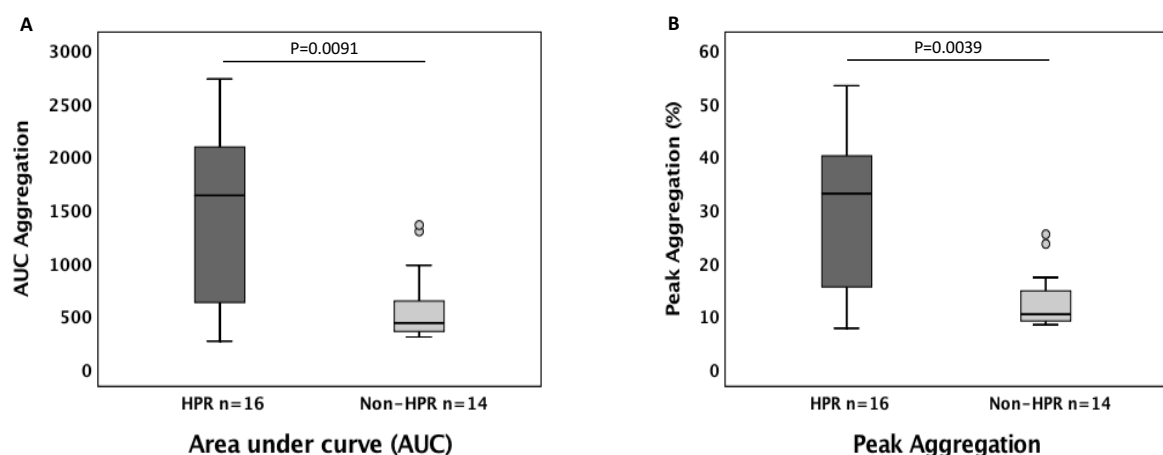 A
P=0.0091
AUC Aggregation
3000
2500
2000
1500
1000
500
0
HPR n=16
Non-HPR n=14
Area under curve (AUC)
B
P=0.0039
Peak Aggregation (%)
60
50
40
30
20
10
0
HPR n=16
Non-HPR n=14
Peak Aggregation